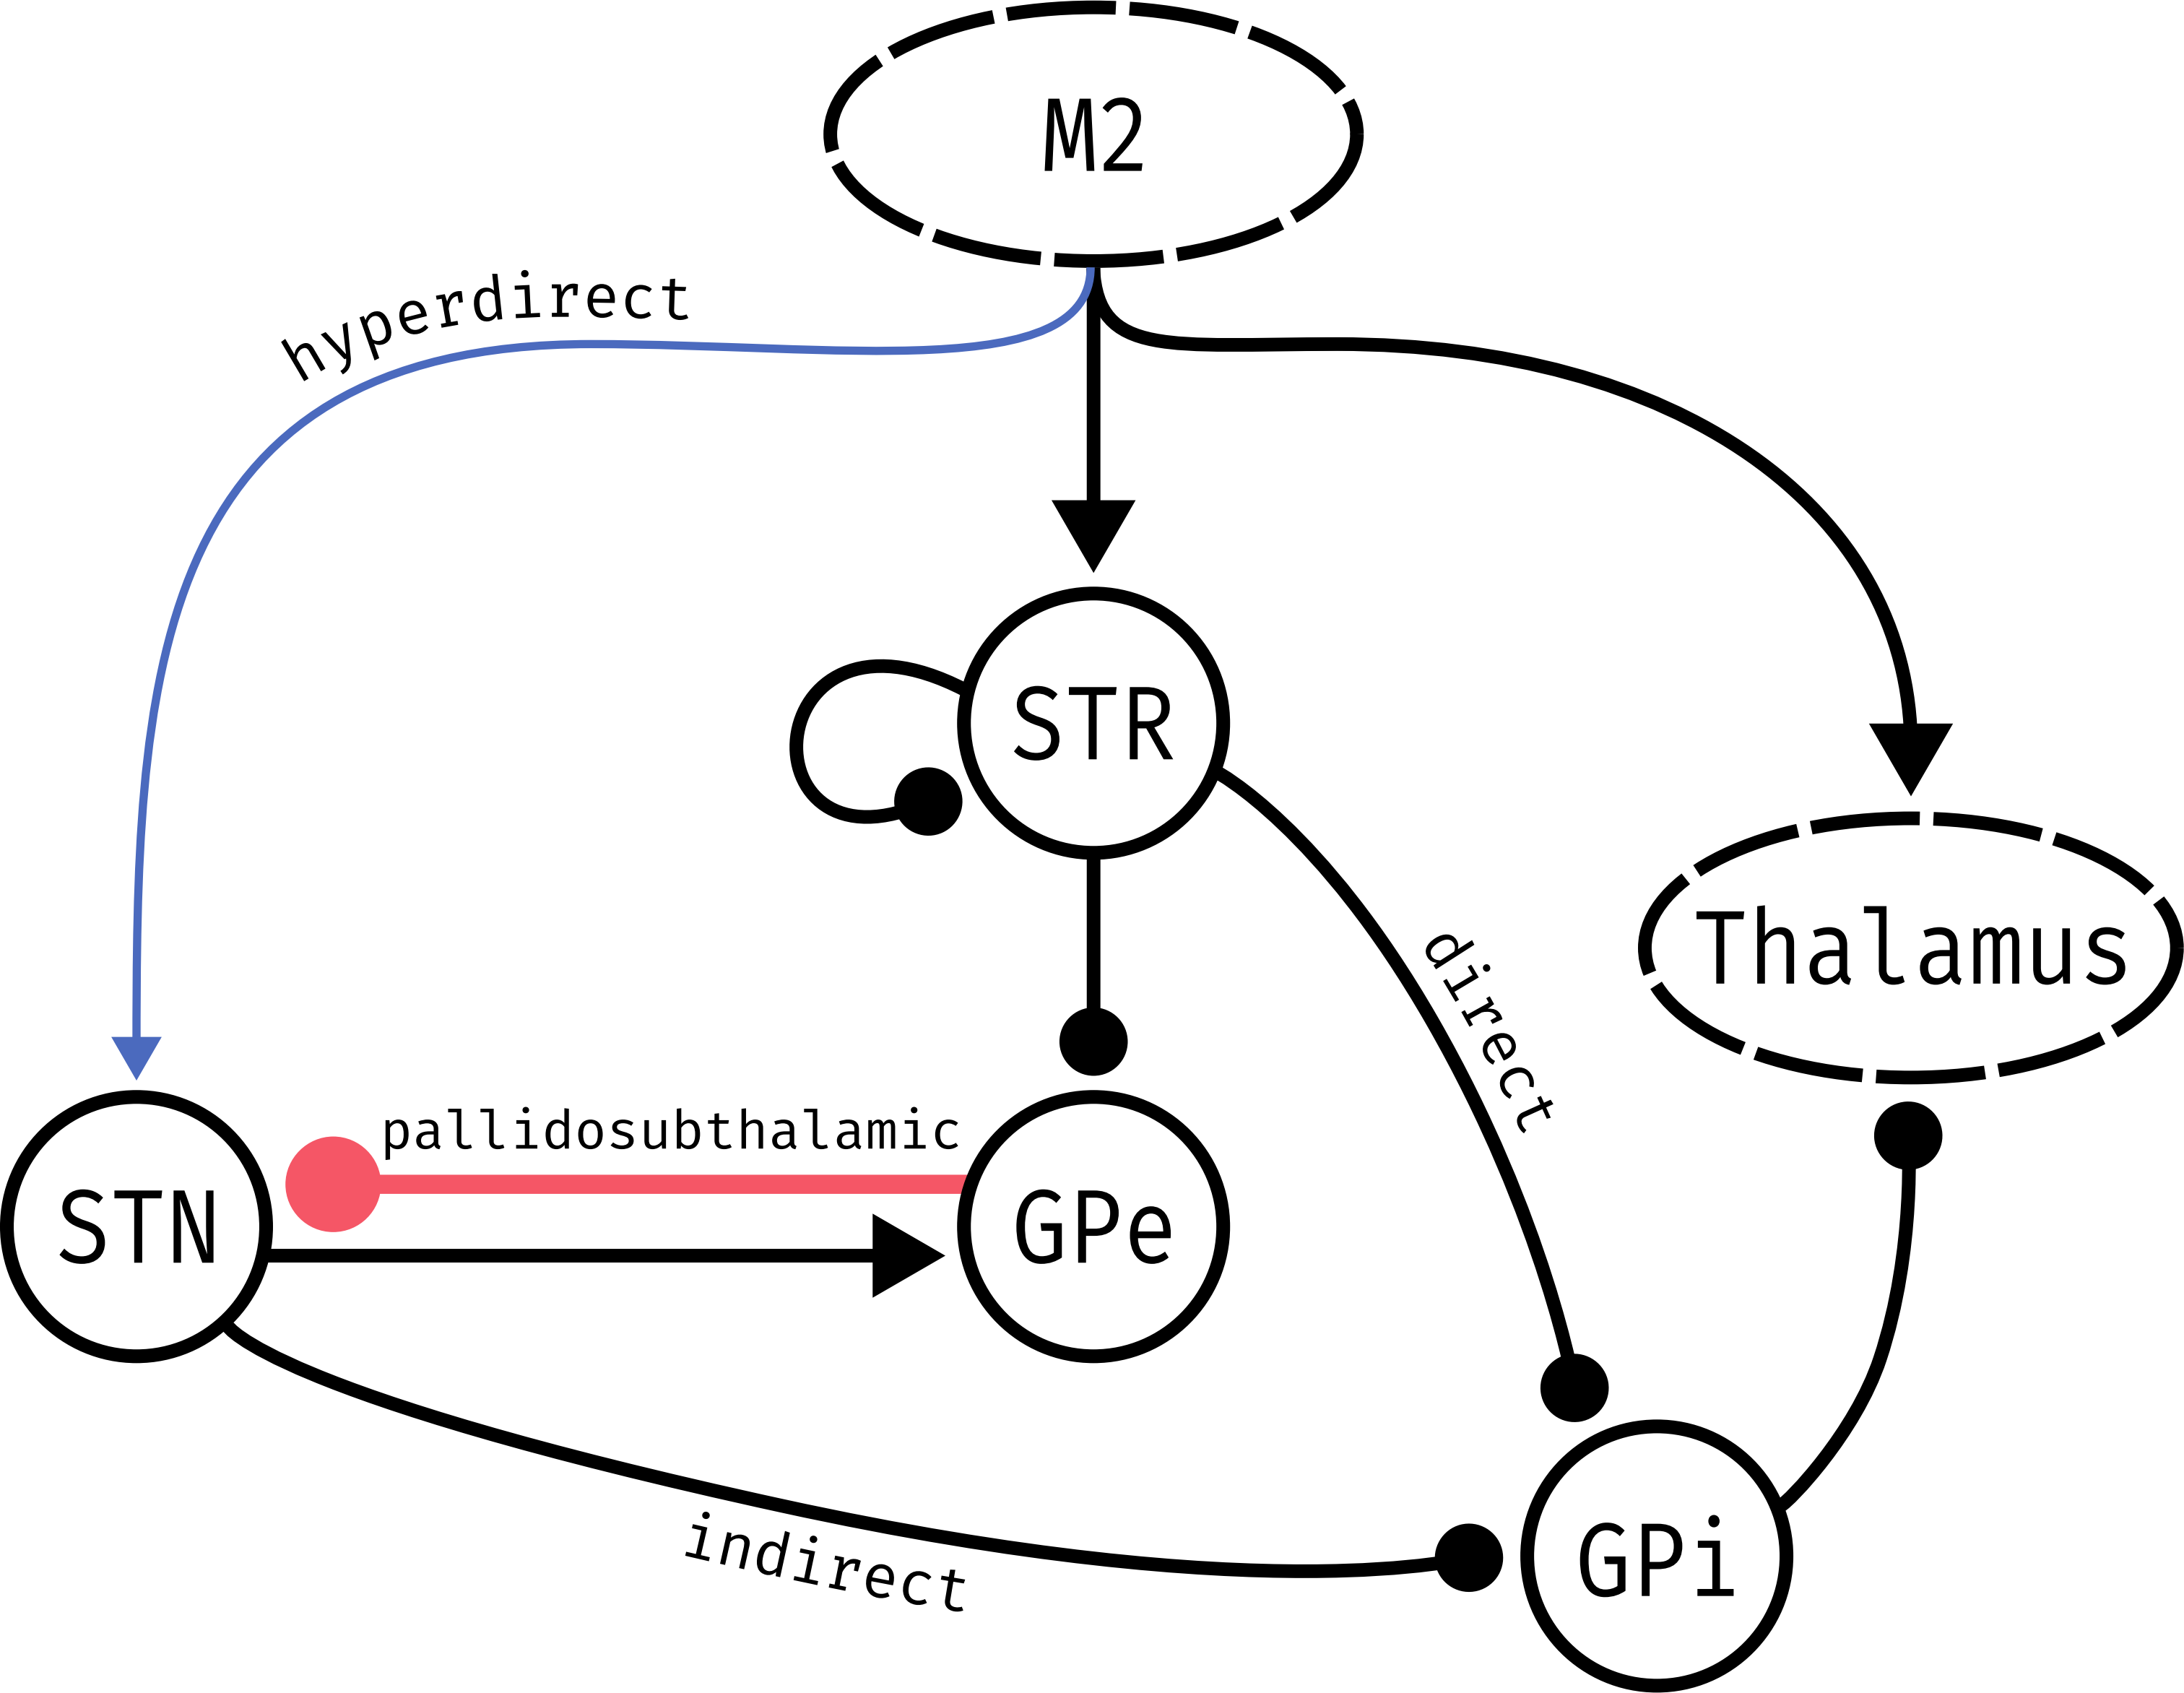 M2
hyperdirect
STR
Thalamus
direct
pallidosubthalamic
STN
GPe
indirect
GPi